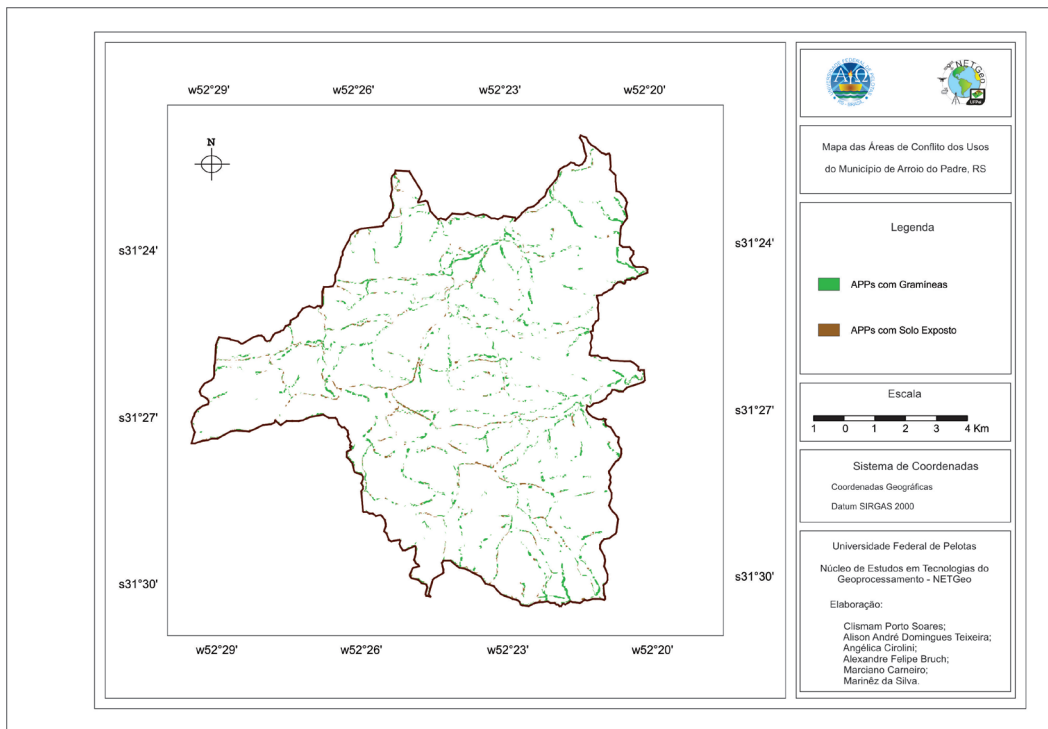 w52°29'
w52°26'
w52°23'
w52°20'
N
s31°24'
s31°24'
s31°27'
s31°27'
s31°30'
s31°30'
w52°29'
w52°26'
w52°23'
w52°20'
NETGeo
UFPel
Mapa das Áreas de Conflito dos Usos
do Município de Arroio do Padre, RS
Legenda
APPs com Gramíneas
APPs com Solo Exposto
Escala
1 0 1 2 3 4 Km
Sistema de Coordenadas
Coordenadas Geográficas
Datum SIRGAS 2000
Universidade Federal de Pelotas
Núcleo de Estudos em Tecnologias do
Geoprocessamento - NETGeo
Elaboração:
Clismam Porto Soares;
Alison André Domingues Teixeira;
Angélica Cirolini;
Alexandre Felipe Bruch;
Marciano Carneiro;
Marinêz da Silva.